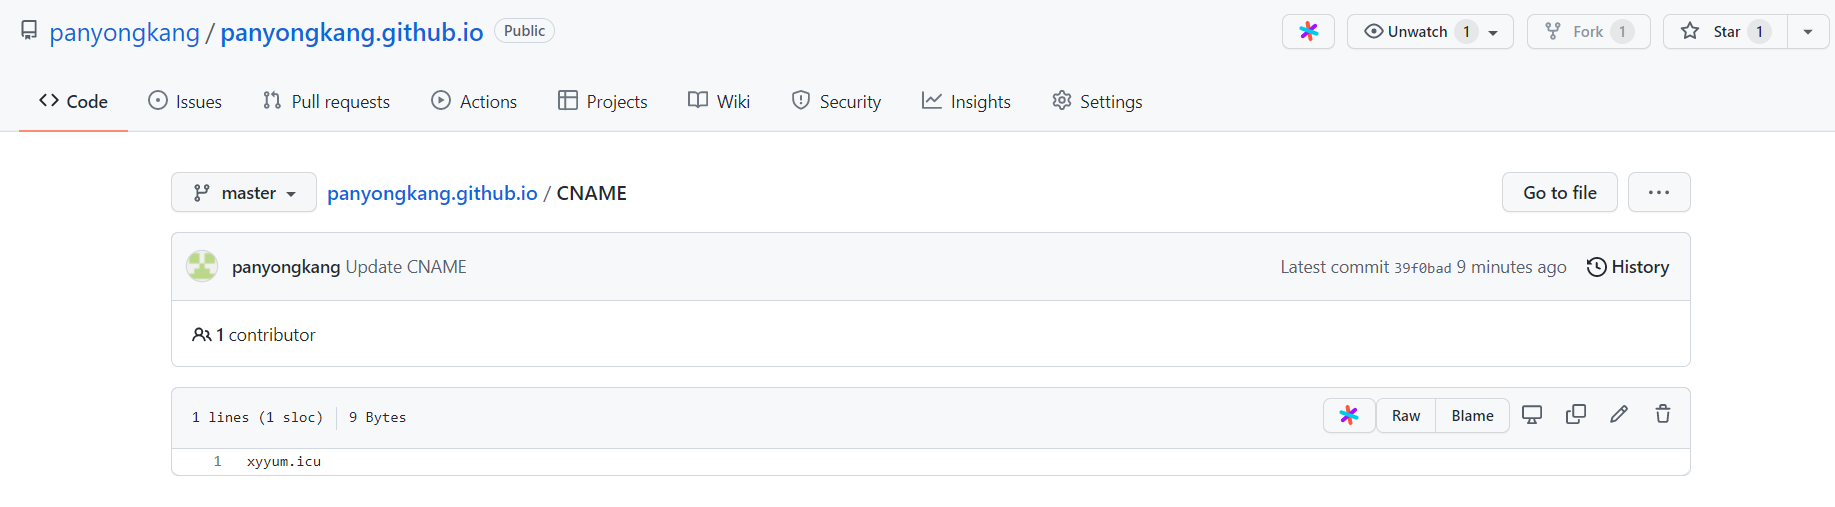 panyongkang / panyongkang.github.io Public Unwatch 1 Fork 1 Star 1
Code Issues Pull requests Actions Projects Wiki Security Insights Settings
master panyongkang.github.io / CNAME Go to file ...
panyongkang Update CNAME Latest commit 39f0bad 9 minutes ago History
1 contributor
1 lines (1 sloc) 9 Bytes Raw Blame
1 xyyum.icu